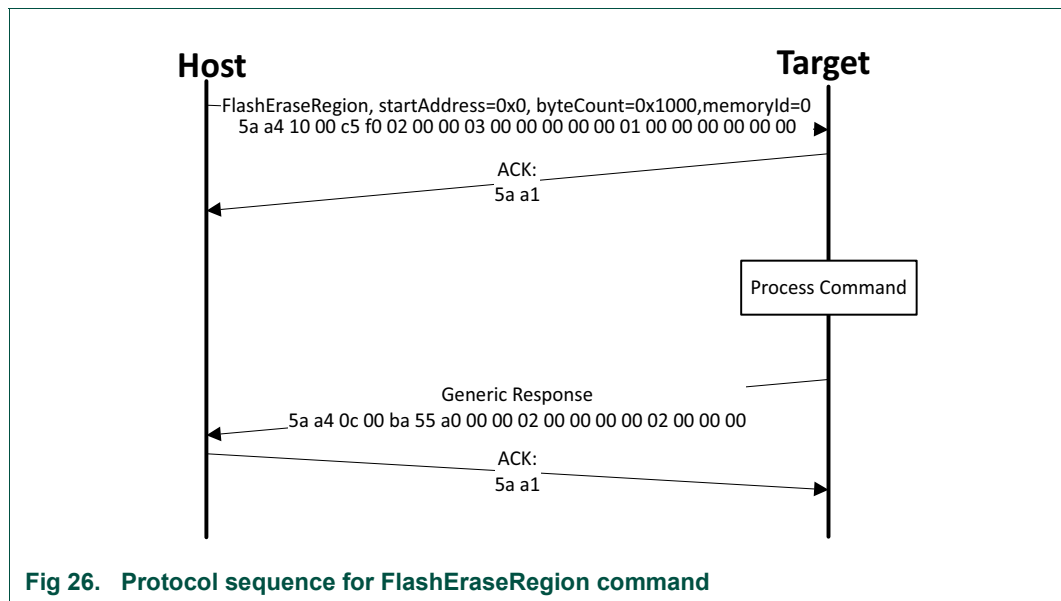 Host
Target
FlashEraseRegion, startAddress=0x0, byteCount=0x1000,memoryId=0
5a a4 10 00 c5 f0 02 00 00 03 00 00 00 00 00 01 00 00 00 00 00 00
ACK:
5a a1
Process Command
Generic Response
5a a4 0c 00 ba 55 a0 00 00 02 00 00 00 00 02 00 00 00
ACK:
5a a1
Fig 26. Protocol sequence for FlashEraseRegion command